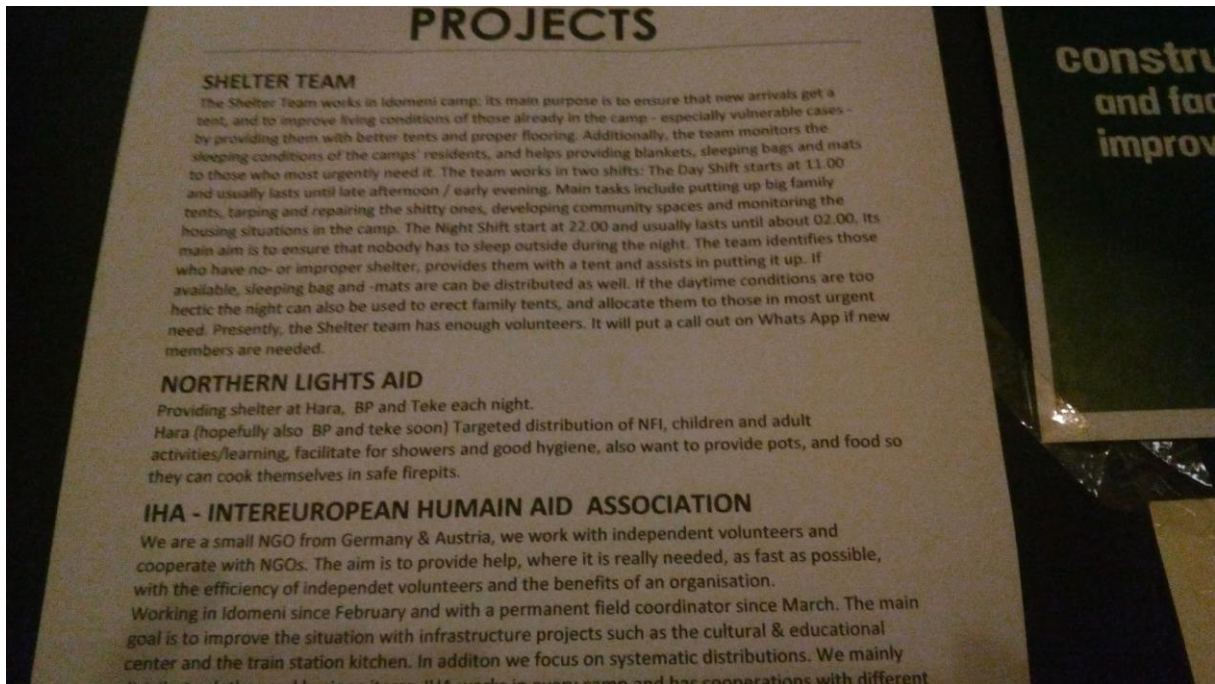 PROJECTS
SHELTER TEAM
The Shelter Team works in Idomeni camp; its main purpose is to ensure that new arrivals get a
tent, and to improve living conditions of those already in the camp - especially vulnerable cases -
by providing them with better tents and proper flooring. Additionally, the team monitors the
sleeping conditions of the camps' residents, and helps providing blankets, sleeping bags and mats
to those who most urgently need it. The team works in two shifts: The Day Shift starts at 11.00
and usually lasts until late afternoon / early evening. Main tasks include putting up big family
tents, tarping and repairing the shitty ones, developing community spaces and monitoring the
housing situations in the camp. The Night Shift start at 22.00 and usually lasts until about 02.00. Its
main aim is to ensure that nobody has to sleep outside during the night. The team identifies those
who have no- or improper shelter, provides them with a tent and assists in putting it up. If
available, sleeping bag and -mats are can be distributed as well. If the daytime conditions are too
hectic the night can also be used to erect family tents, and allocate them to those in most urgent
need. Presently, the Shelter team has enough volunteers. It will put a call out on Whats App if new
members are needed.
NORTHERN LIGHTS AID
Providing shelter at Hara, BP and Teke each night.
Hara (hopefully also BP and teke soon) Targeted distribution of NFI, children and adult
activities/learning, facilitate for showers and good hygiene, also want to provide pots, and food so
they can cook themselves in safe firepits.
IHA - INTEREUROPEAN HUMAIN AID ASSOCIATION
We are a small NGO from Germany & Austria, we work with independent volunteers and
cooperate with NGOs. The aim is to provide help, where it is really needed, as fast as possible,
with the efficiency of independet volunteers and the benefits of an organisation.
Working in Idomeni since February and with a permanent field coordinator since March. The main
goal is to improve the situation with infrastructure projects such as the cultural & educational
center and the train station kitchen. In additon we focus on systematic distributions. We mainly
and has cooperations with different
constru
and fac
improv